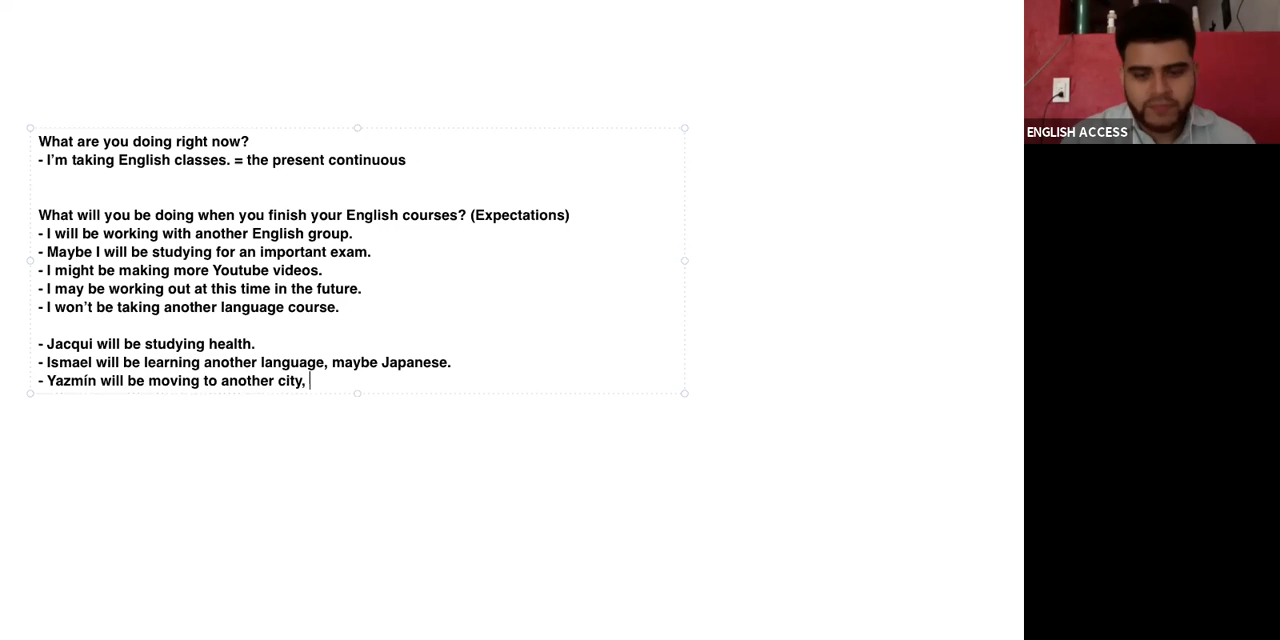 What are you doing right now?
- I’m taking English classes. = the present continuous
What will you be doing when you finish your English courses? (Expectations)
- I will be working with another English group.
- Maybe I will be studying for an important exam.
- I might be making more Youtube videos.
- I may be working out at this time in the future.
- I won’t be taking another language course.
- Jacqui will be studying health.
- Ismael will be learning another language, maybe Japanese.
- Yazmín will be moving to another city,
ENGLISH ACCESS